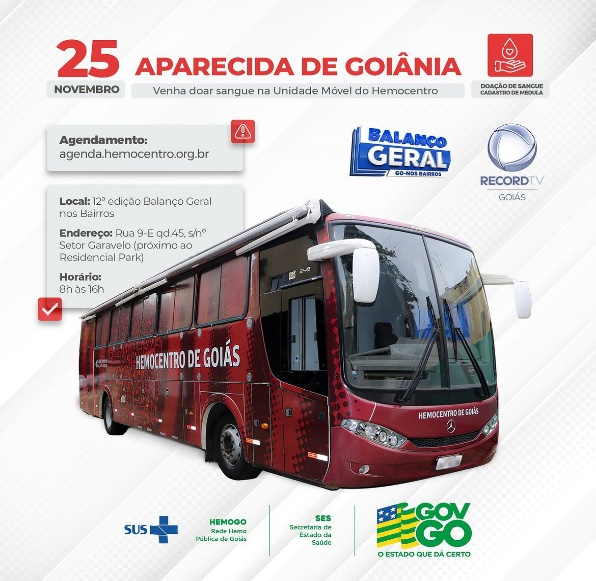 25
NOVEMBRO
APARECIDA DE GOIÂNIA
Venha doar sangue na Unidade Móvel do Hemocentro
DOAÇÃO DE SANGUE
CADASTRO DE MEDULA
Agendamento:
agenda.hemocentro.org.br
BALANÇO
GERAL
GO-NOS BAIRROS
RECORDTV
GOIÁS
Local: 12ª edição Balanço Geral
nos Bairros
Endereço: Rua 9-E qd.45, s/nº
Setor Garavelo (próximo ao
Residencial Park)
Horário:
8h às 16h
HEMOCENTRO DE GOIÁS
HEMOCENTRO DE GOIÁS
SUS
HEMOGO
Rede Hemo
Pública de Goiás
SES
Secretaria de
Estado da
Saúde
GOV
GO
O ESTADO QUE DÁ CERTO